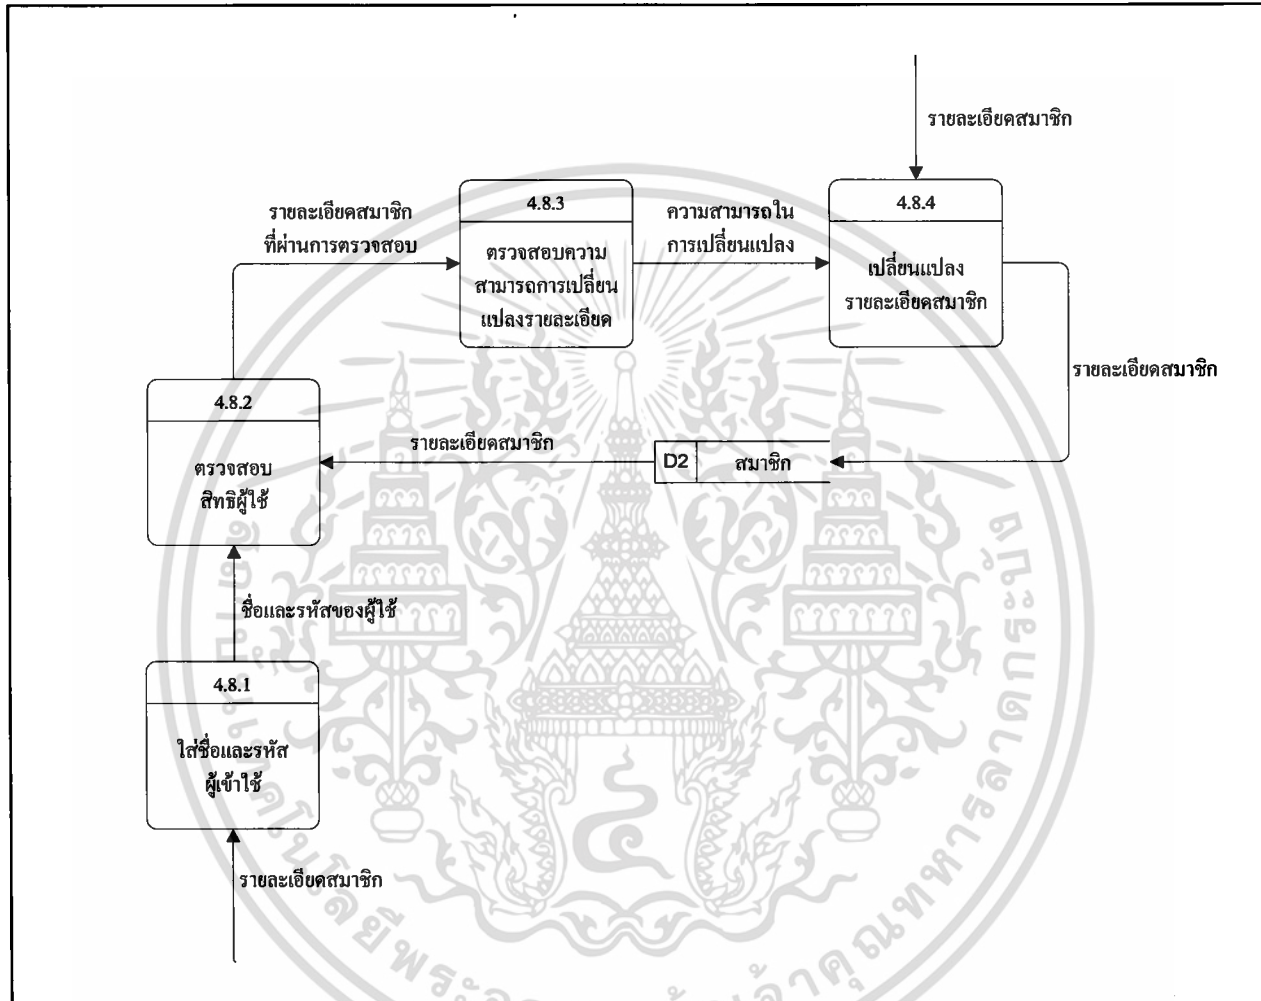 รายละเอียดสมาชิก
รายละเอียดสมาชิก
ที่ผ่านการตรวจสอบ
4.8.3
ตรวจสอบความ
สามารถการเปลี่ยน
แปลงรายละเอียด
ความสามารถใน
การเปลี่ยนแปลง
4.8.4
เปลี่ยนแปลง
รายละเอียดสมาชิก
รายละเอียดสมาชิก
4.8.2
ตรวจสอบ
สิทธิผู้ใช้
รายละเอียดสมาชิก
D2 สมาชิก
ชื่อและรหัสของผู้ใช้
4.8.1
ใส่ชื่อและรหัส
ผู้เข้าใช้
รายละเอียดสมาชิก